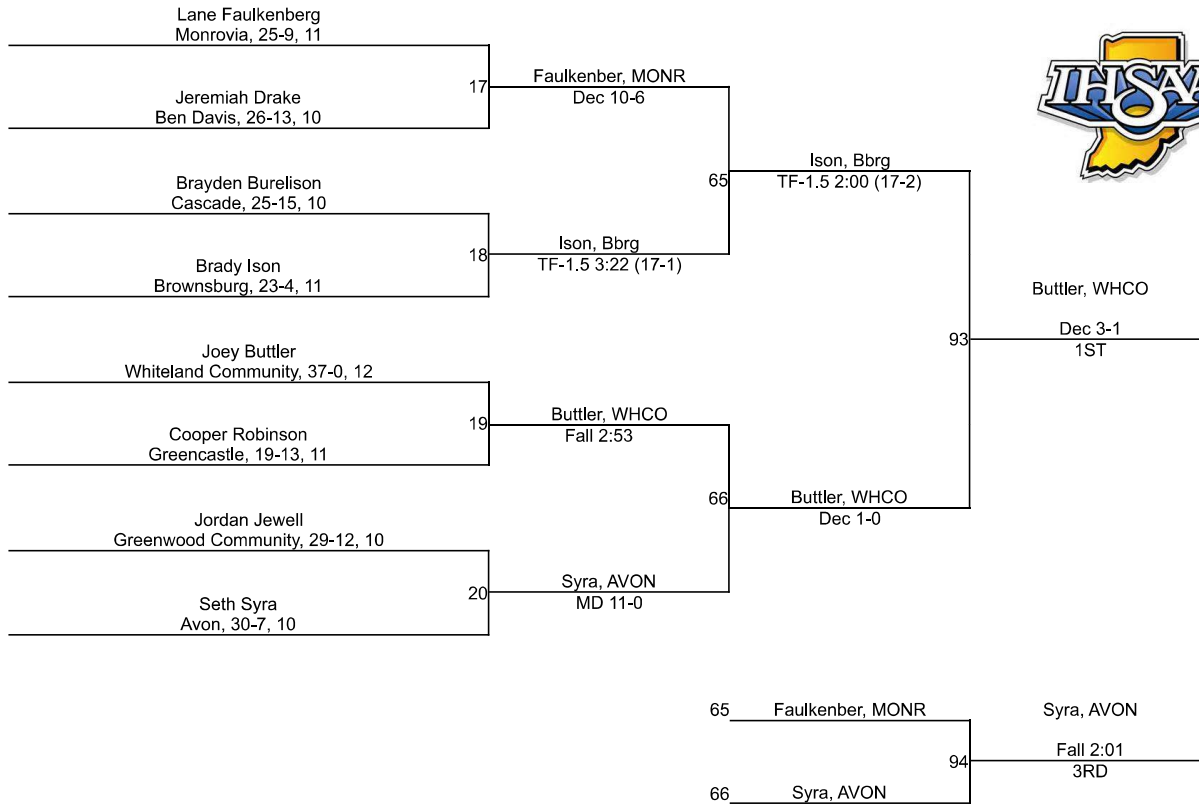 Lane Faulkenberg
Monrovia, 25-9, 11
17
Faulkenber, MONR
Dec 10-6
Jeremiah Drake
Ben Davis, 26-13, 10
IHSAA
65
Ison, Bbrg
TF-1.5 2:00 (17-2)
Brayden Burelison
Cascade, 25-15, 10
18
Ison, Bbrg
TF-1.5 3:22 (17-1)
Brady Ison
Brownsburg, 23-4, 11
Buttler, WHCO
93
Dec 3-1
1ST
Joey Buttler
Whiteland Community, 37-0, 12
19
Buttler, WHCO
Fall 2:53
Cooper Robinson
Greencastle, 19-13, 11
66
Buttler, WHCO
Dec 1-0
Jordan Jewell
Greenwood Community, 29-12, 10
20
Syra, AVON
MD 11-0
Seth Syra
Avon, 30-7, 10
65 Faulkenber, MONR
Syra, AVON
94
Fall 2:01
3RD
66 Syra, AVON